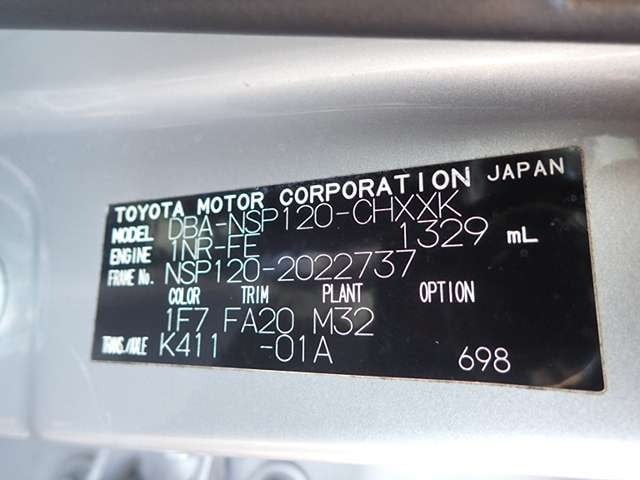 TOYOTA MOTOR CORPORATION JAPAN
MODEL DBA-NSP120-CHXXK
ENGINE 1NR-FE 1329 mL
FRAME No. NSP120-2022737
COLOR TRIM PLANT OPTION
1F7 FA20 M32
TRANS./AXLE K411 -01A
698